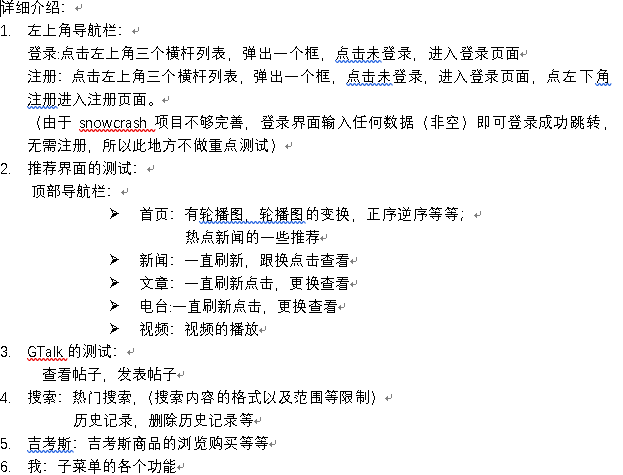 详细介绍：
1. 左上角导航栏：
登录:点击左上角三个横杆列表，弹出一个框，点击未登录，进入登录页面
注册：点击左上角三个横杆列表，弹出一个框，点击未登录，进入登录页面，点左下角
注册进入注册页面。
（由于 snowcrash 项目不够完善，登录界面输入任何数据（非空）即可登录成功跳转，
无需注册，所以此地方不做重点测试）
2. 推荐界面的测试：
顶部导航栏：
➢ 首页：有轮播图，轮播图的变换，正序逆序等等；
热点新闻的一些推荐
➢ 新闻：一直刷新，跟换点击查看
➢ 文章：一直刷新点击，更换查看
➢ 电台:一直刷新点击，更换查看
➢ 视频：视频的播放
3. GTalk 的测试：
查看帖子，发表帖子
4. 搜索：热门搜索，（搜索内容的格式以及范围等限制）
历史记录，删除历史记录等
5. 吉考斯：吉考斯商品的浏览购买等等
6. 我：子菜单的各个功能